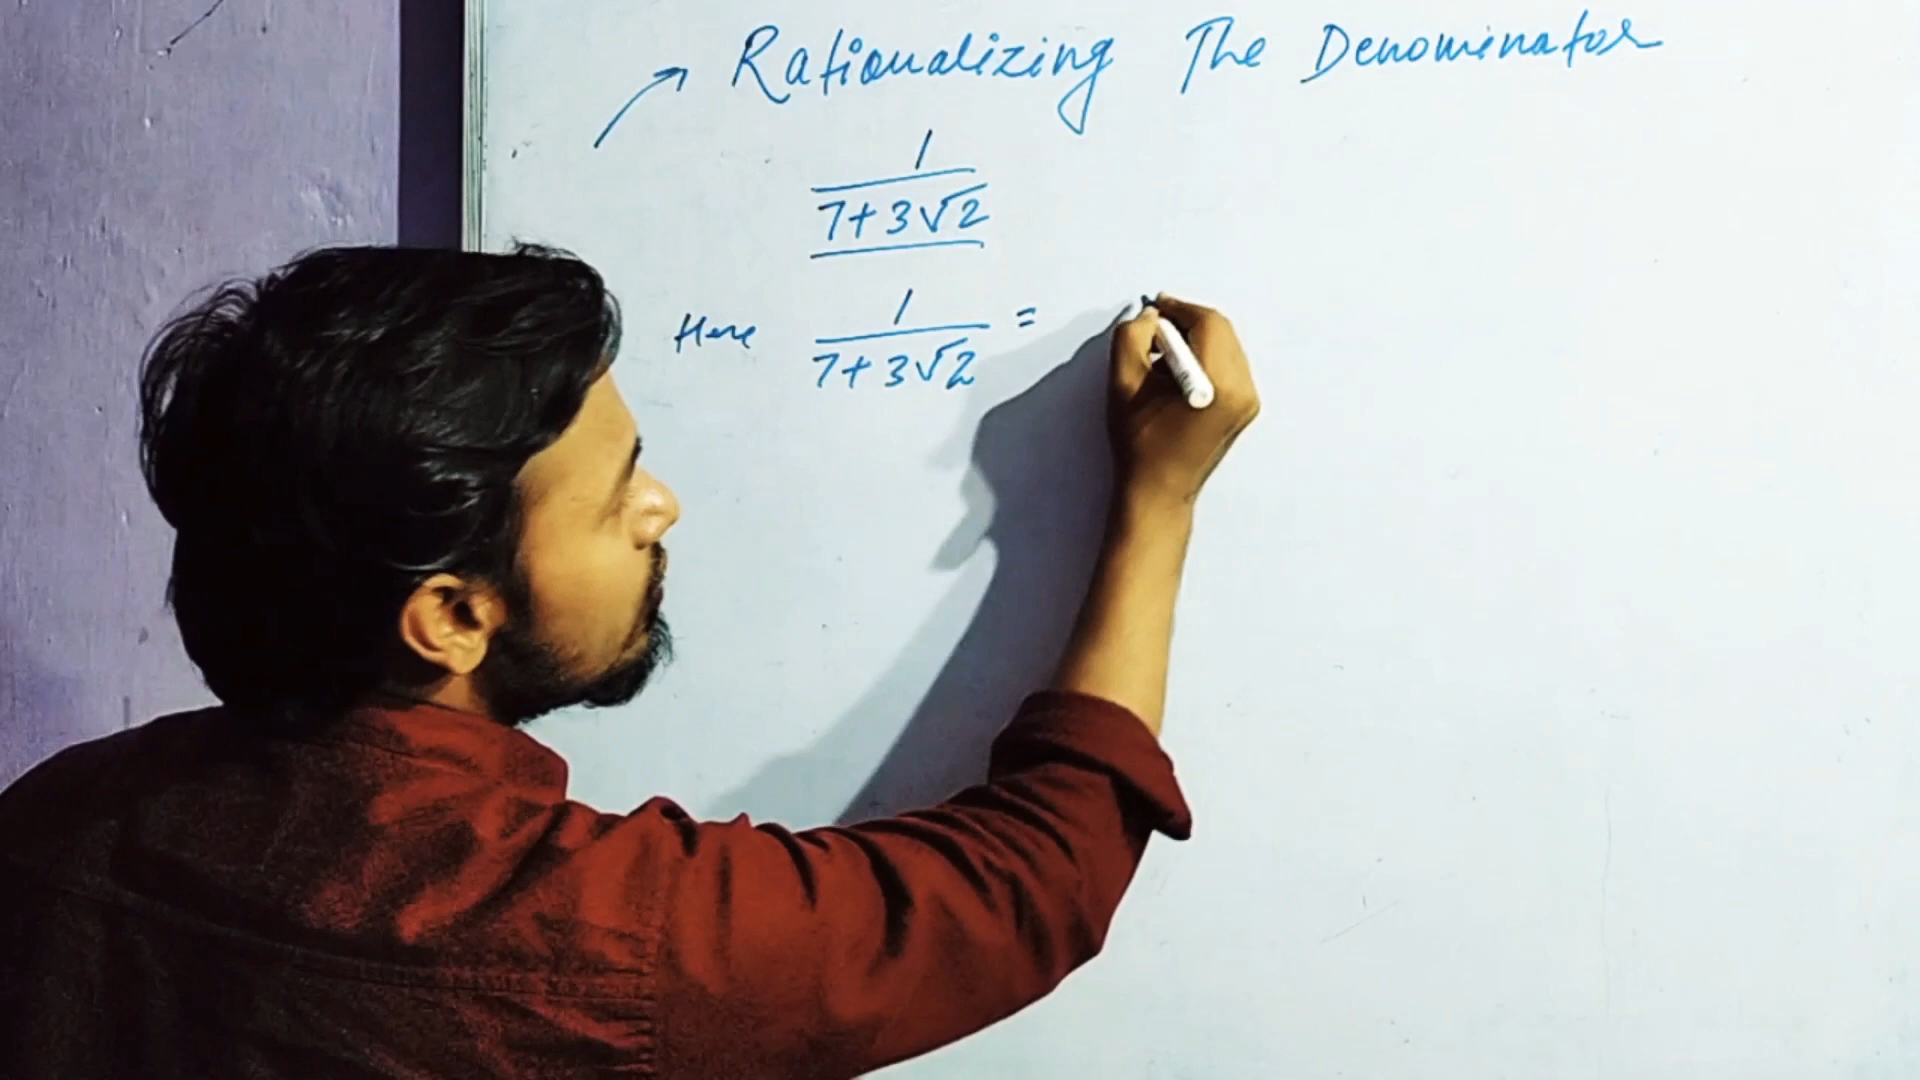 → Rationalizing The Denominator
1
7+3√2
Here 1/7+3√2 =